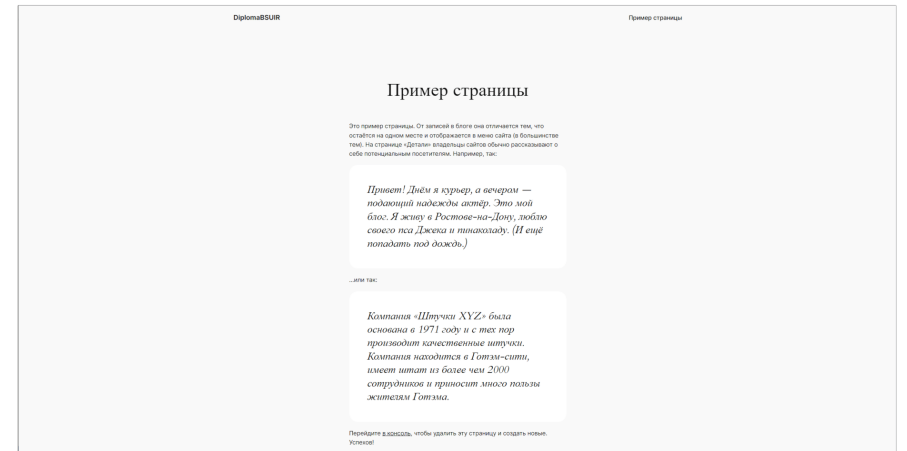 DiplomaBSUIR
Пример страницы
Пример страницы
Это пример страницы. От записей в блоге она отличается тем, что
остаётся на одном месте и отображается в меню сайта (в большинстве
тем). На странице «Детали» владельцы сайтов обычно рассказывают о
себе потенциальным посетителям. Например, так:
Привет! Днём я курьер, а вечером —
подающий надежды актёр. Это мой
блог. Я живу в Ростове-на-Дону, люблю
своего пса Джека и пинаколаду. (И ещё
попадать под дождь.)
...или так:
Компания «Штучки XYZ» была
основана в 1971 году и с тех пор
производит качественные штучки.
Компания находится в Готэм-сити,
имеет штат из более чем 2000
сотрудников и приносит много пользы
жителям Готэма.
Перейдите в консоль, чтобы удалить эту страницу и создать новые.
Успехов!